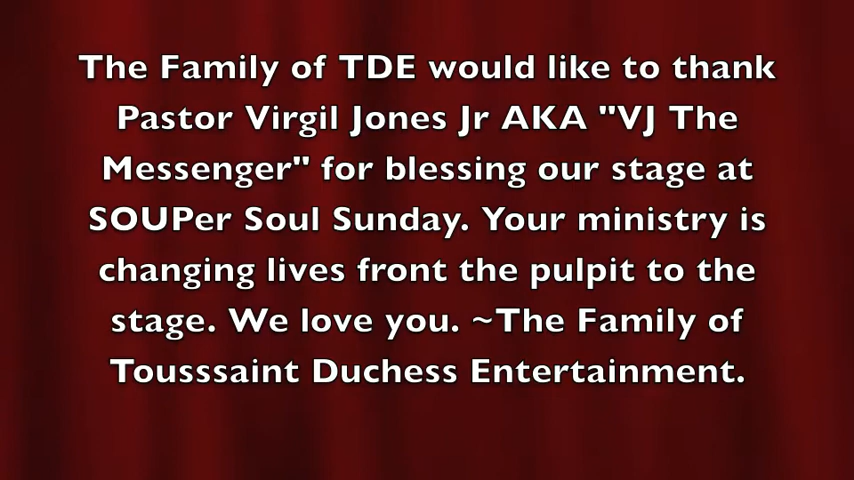 The Family of TDE would like to thank
Pastor Virgil Jones Jr AKA "VJ The
Messenger" for blessing our stage at
SOUPer Soul Sunday. Your ministry is
changing lives front the pulpit to the
stage. We love you. ~The Family of
Tousssaint Duchess Entertainment.